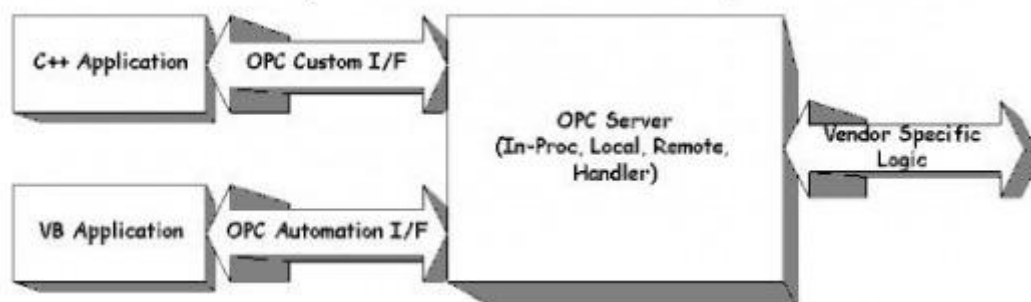 C++ Application
OPC Custom I/F
OPC Server
(In-Proc, Local, Remote,
Handler)
Vendor Specific
Logic
VB Application
OPC Automation I/F